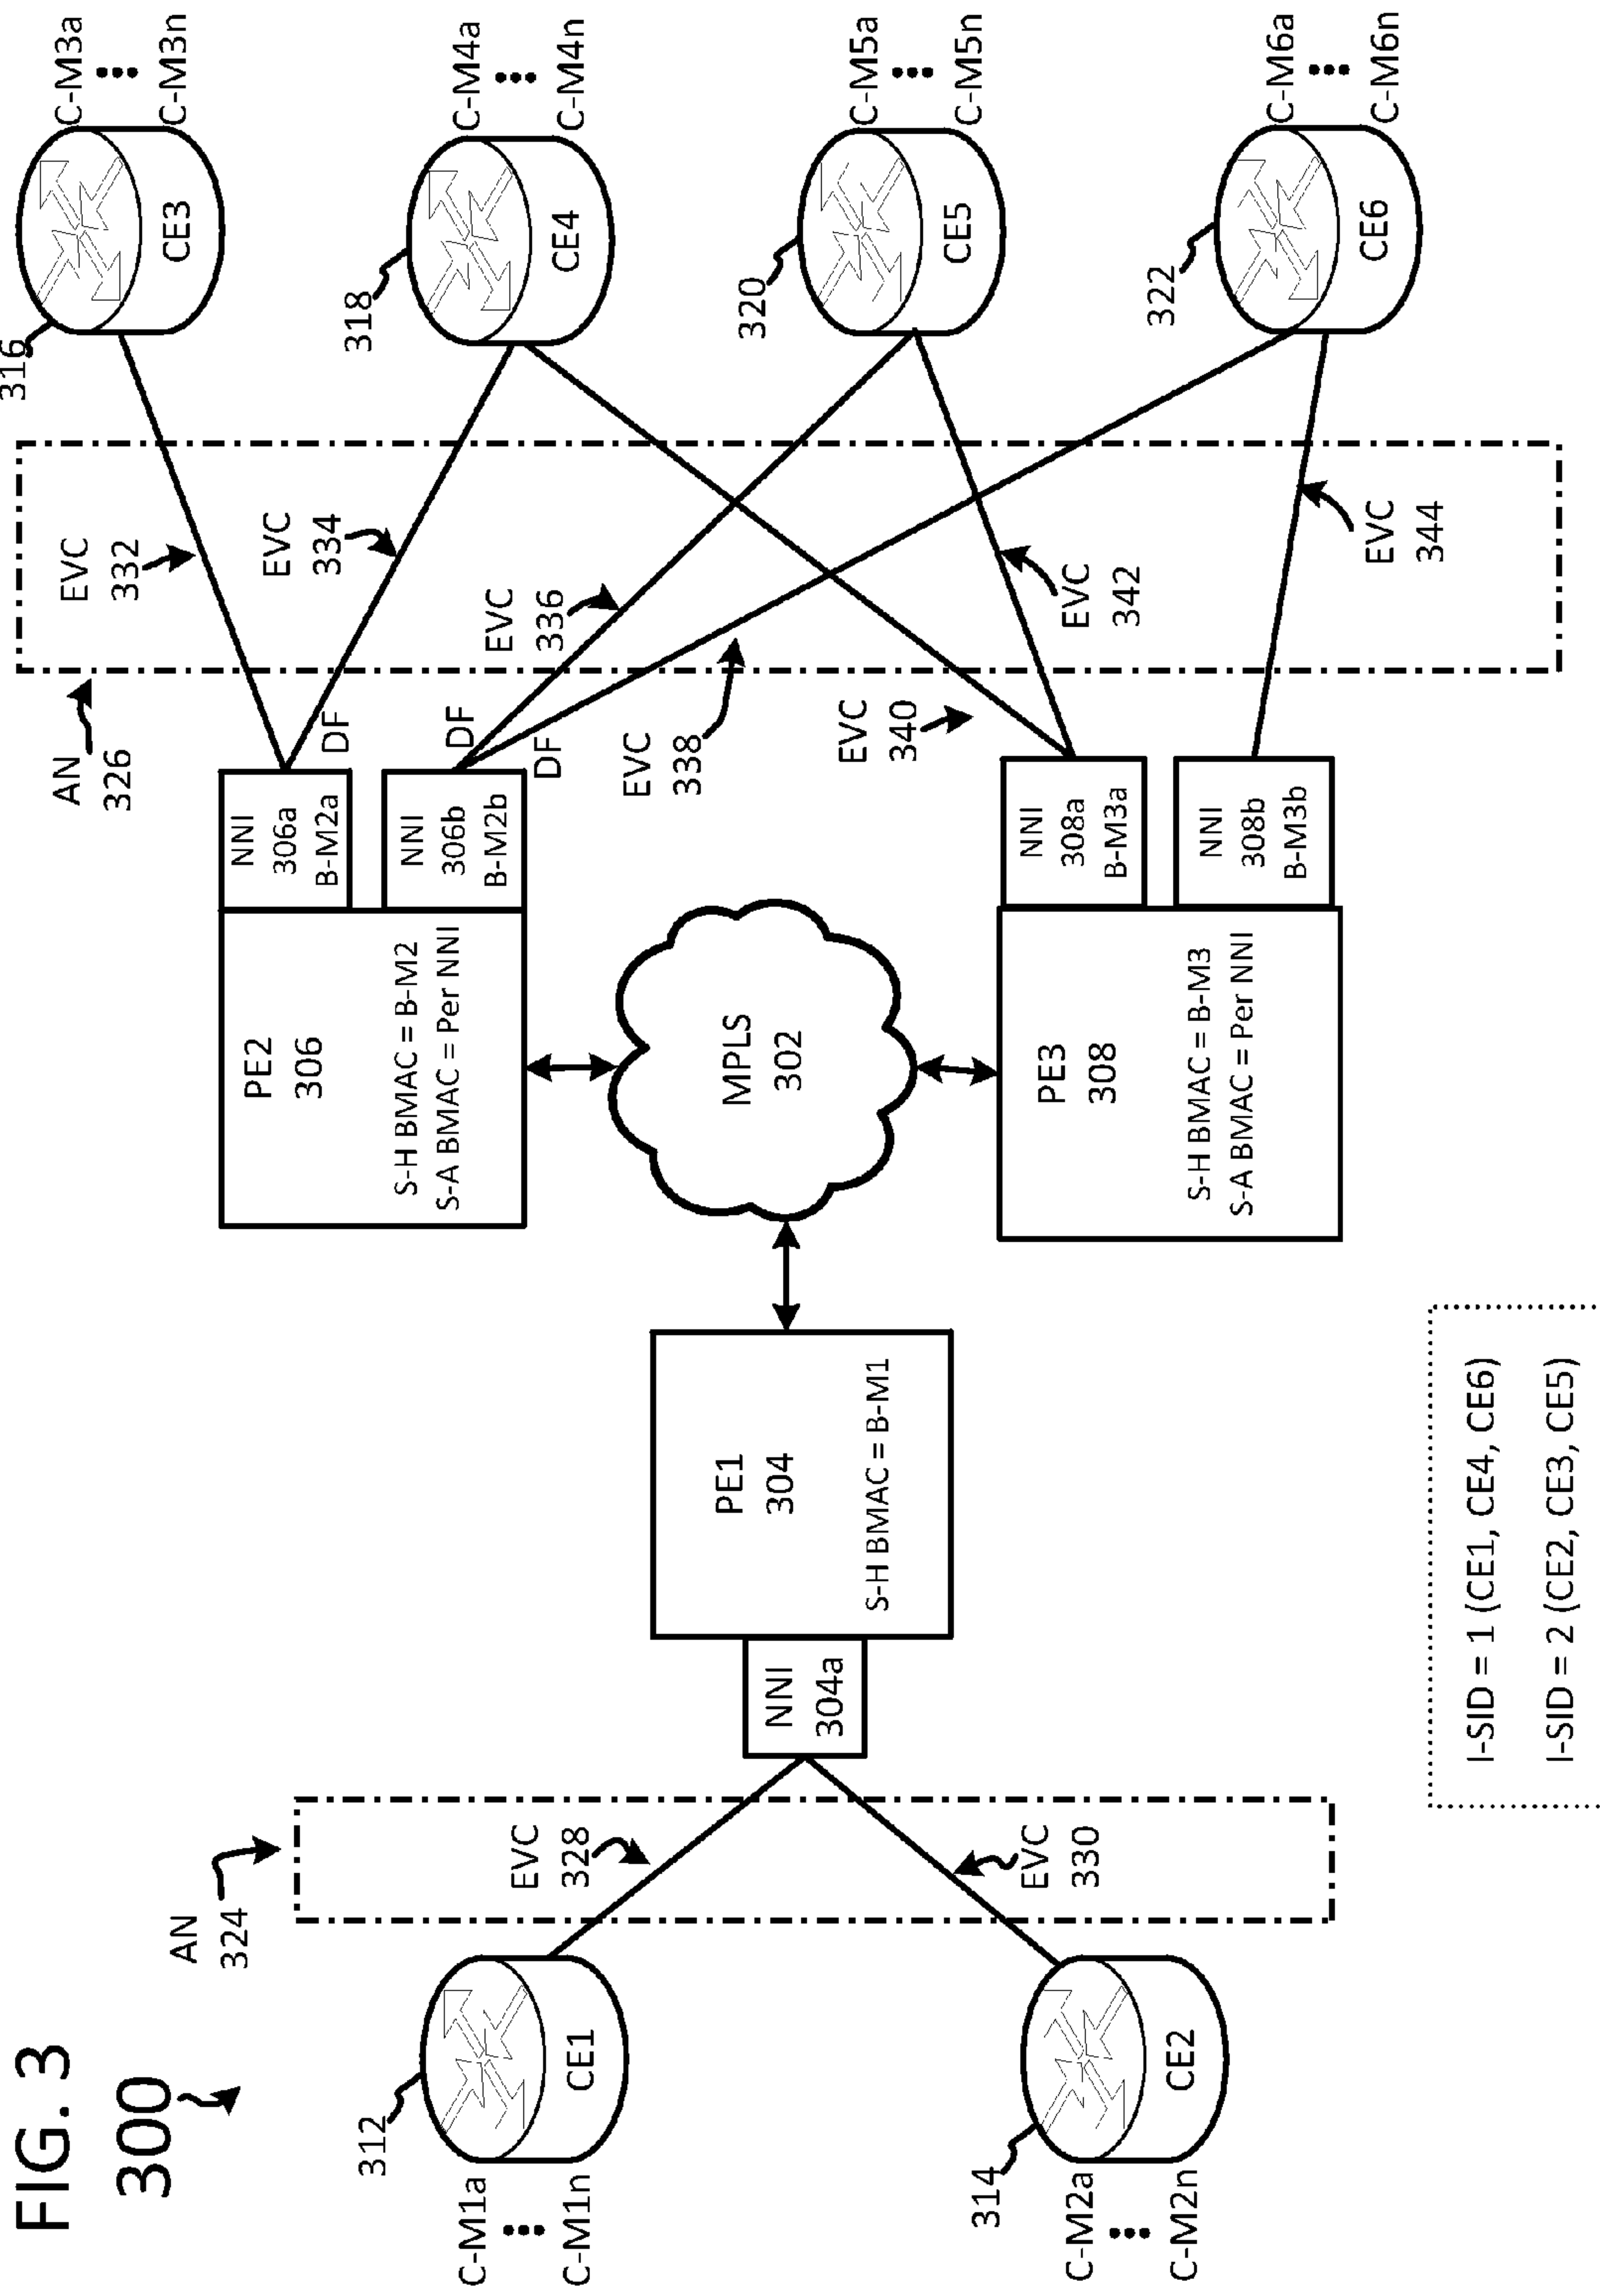 FIG. 3
300
AN
324
AN
326
312
CE1
C-M1a
C-M1n
314
CE2
C-M2a
C-M2n
EVC
328
EVC
330
NNI
304a
PE1
304
S-H BMAC = B-M1
MPLS
302
PE2
306
S-H BMAC = B-M2
S-A BMAC = Per NNI
NNI
306a
B-M2a
NNI
306b
B-M2b
DF
DF
DF
PE3
308
S-H BMAC = B-M3
S-A BMAC = Per NNI
NNI
308a
B-M3a
NNI
308b
B-M3b
EVC
332
EVC
334
EVC
336
EVC
338
EVC
340
EVC
342
EVC
344
316
CE3
C-M3a
C-M3n
318
CE4
C-M4a
C-M4n
320
CE5
C-M5a
C-M5n
322
CE6
C-M6a
C-M6n
I-SID = 1 (CE1, CE4, CE6)
I-SID = 2 (CE2, CE3, CE5)